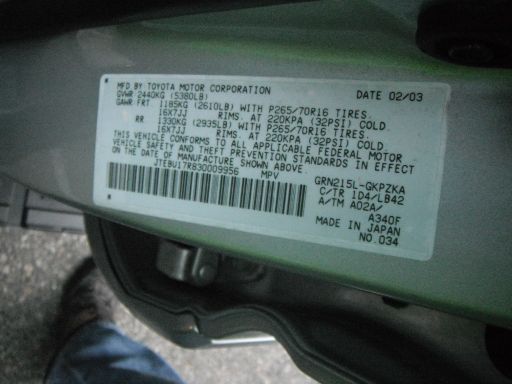 MFD BY TOYOTA MOTOR CORPORATION DATE 02/03
GVWR 2440KG (5380LB)
GAWR FRT 1185KG (2610LB) WITH P265/70R16 TIRES.
16X7JJ RIMS. AT 220KPA (32PSI) COLD.
RR 1330KG (2935LB) WITH P265/70R16 TIRES.
16X7JJ RIMS. AT 220KPA (32PSI) COLD.
THIS VEHICLE CONFORMS TO ALL APPLICABLE FEDERAL MOTOR
VEHICLE SAFETY AND THEFT PREVENTION STANDARDS IN EFFECT
ON THE DATE OF MANUFACTURE SHOWN ABOVE.
JTEBU17R830009956 MPV
GRN215L-GKPZKA
C/TR 1D4/LB42
A/TM A02A/
A340F
MADE IN JAPAN
NO.034